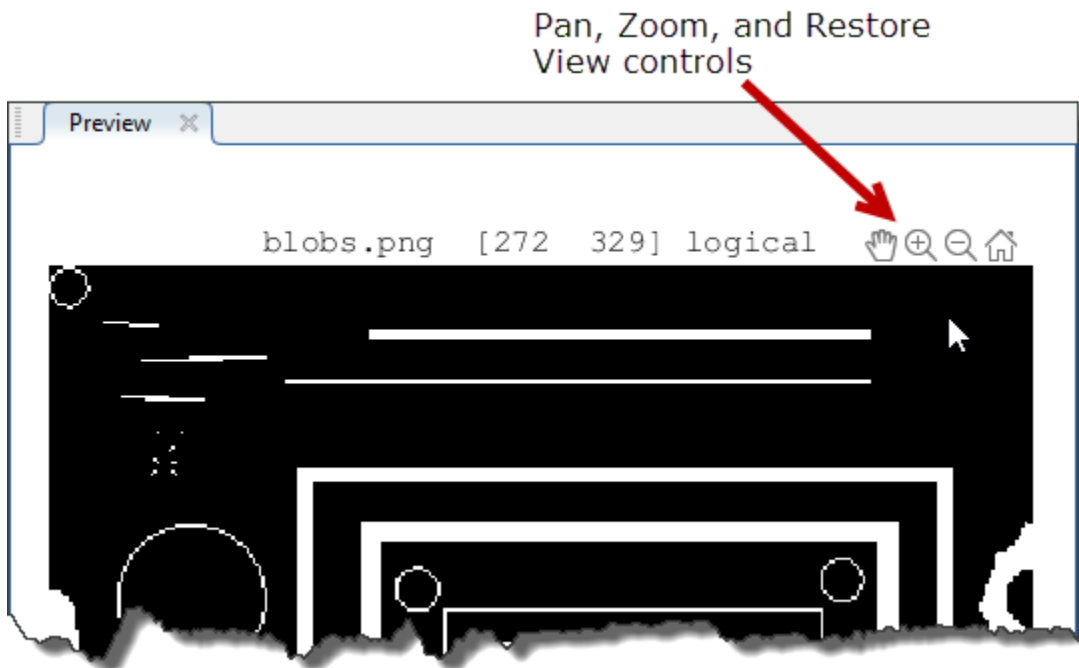 Pan, Zoom, and Restore
View controls
Preview
blobs.png [272 329] logical